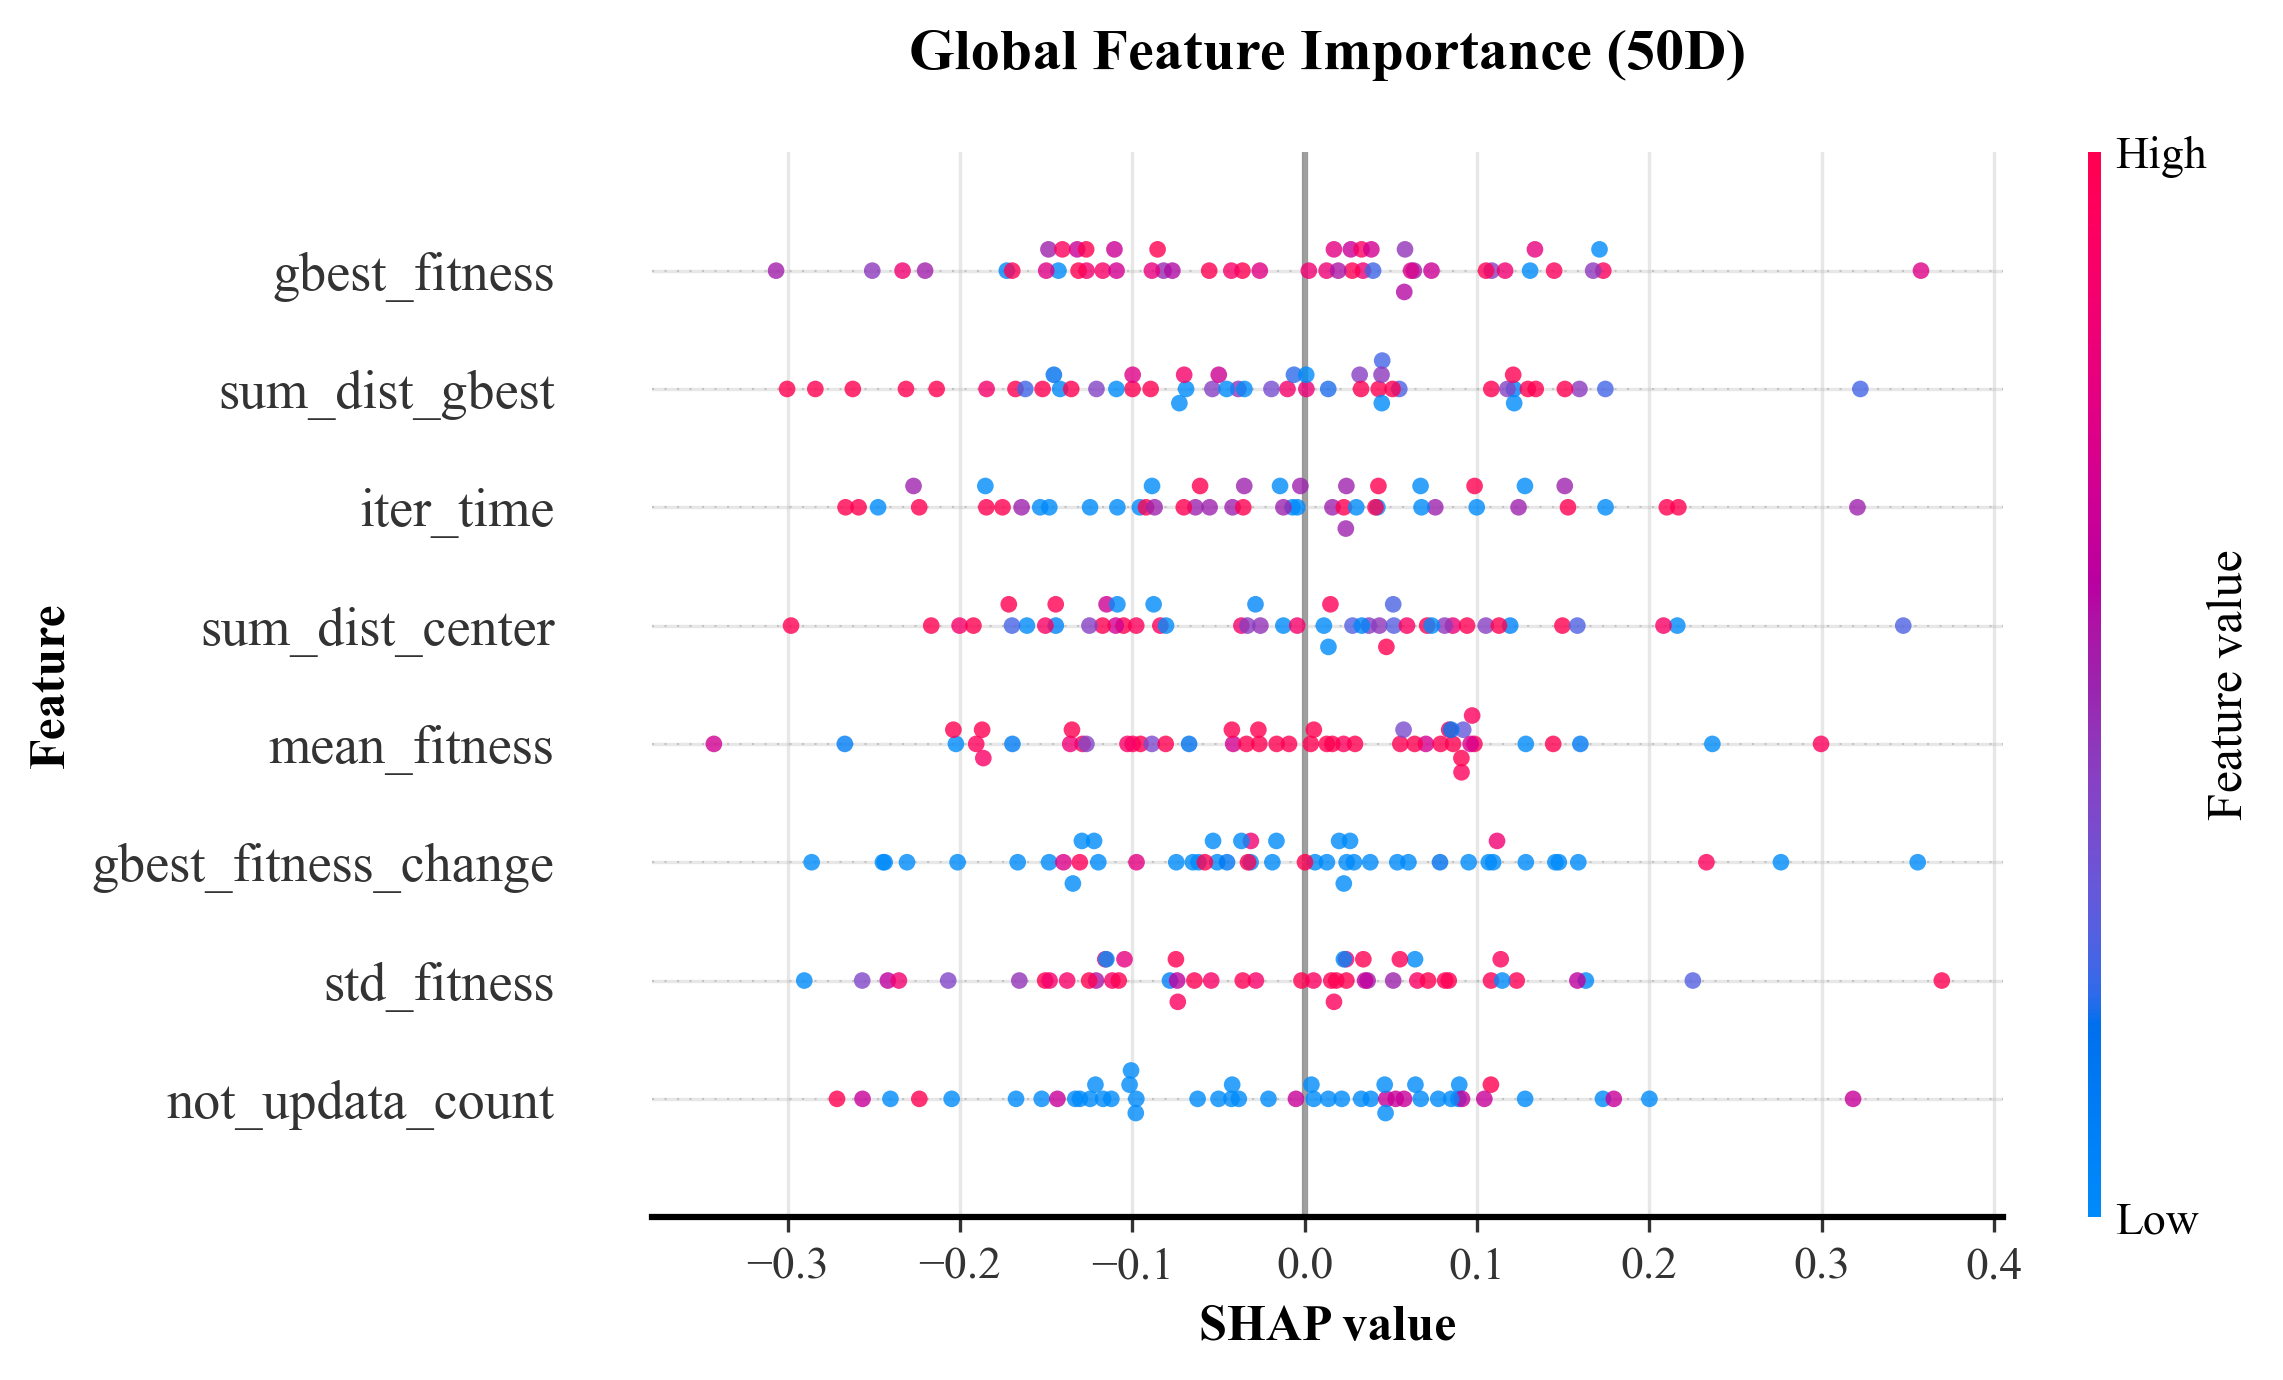 Global Feature Importance (50D)
High
gbest_fitness
sum_dist_gbest
iter_time
sum_dist_center
mean_fitness
gbest_fitness_change
std_fitness
not_updata_count
Feature
Feature value
Low
−0.3 −0.2 −0.1 0.0 0.1 0.2 0.3 0.4
SHAP value